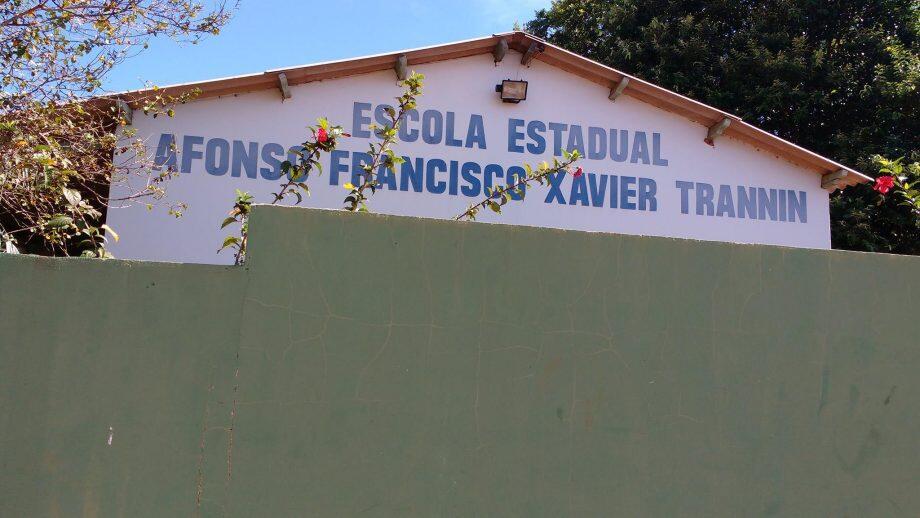 ESCOLA ESTADUAL
AFONSO FRANCISCO XAVIER TRANNIN